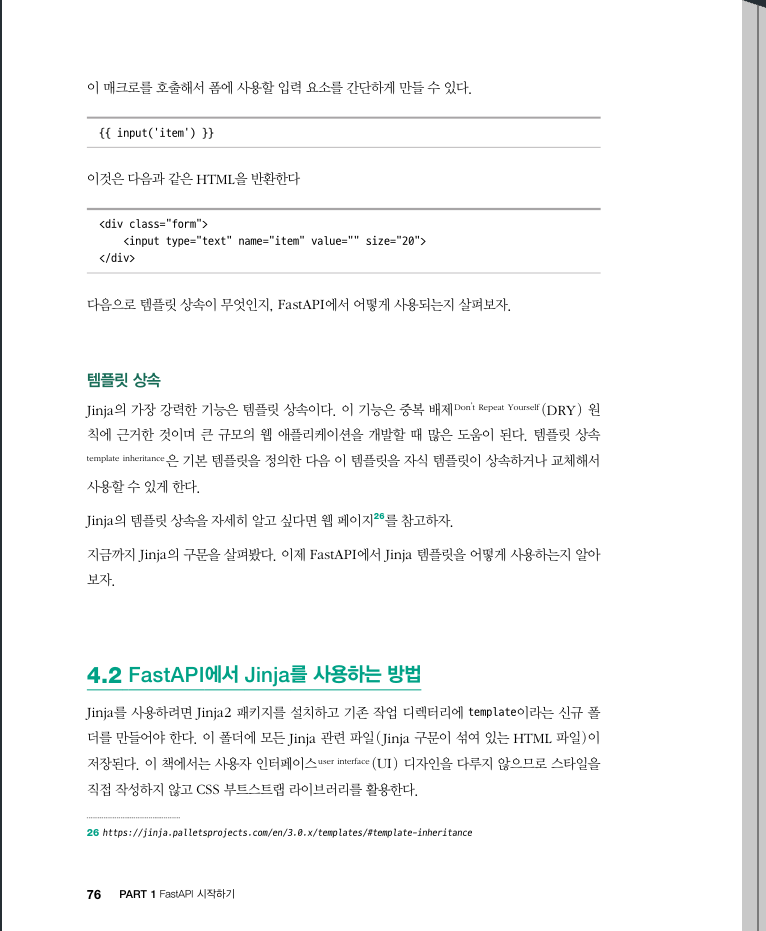 이 매크로를 호출해서 폼에 사용할 입력 요소를 간단하게 만들 수 있다.
{{ input('item') }}
이것은 다음과 같은 HTML을 반환한다
<div class="form">
    <input type="text" name="item" value="" size="20">
</div>
다음으로 템플릿 상속이 무엇인지, FastAPI에서 어떻게 사용되는지 살펴보자.
템플릿 상속
Jinja의 가장 강력한 기능은 템플릿 상속이다. 이 기능은 중복 배제Don't Repeat Yourself(DRY) 원
칙에 근거한 것이며 큰 규모의 웹 애플리케이션을 개발할 때 많은 도움이 된다. 템플릿 상속
template inheritance은 기본 템플릿을 정의한 다음 이 템플릿을 자식 템플릿이 상속하거나 교체해서
사용할 수 있게 한다.
Jinja의 템플릿 상속을 자세히 알고 싶다면 웹 페이지26를 참고하자.
지금까지 Jinja의 구문을 살펴봤다. 이제 FastAPI에서 Jinja 템플릿을 어떻게 사용하는지 알아
보자.
4.2 FastAPI에서 Jinja를 사용하는 방법
Jinja를 사용하려면 Jinja2 패키지를 설치하고 기존 작업 디렉터리에 template이라는 신규 폴
더를 만들어야 한다. 이 폴더에 모든 Jinja 관련 파일(Jinja 구문이 섞여 있는 HTML 파일)이
저장된다. 이 책에서는 사용자 인터페이스user interface(UI) 디자인을 다루지 않으므로 스타일을
직접 작성하지 않고 CSS 부트스트랩 라이브러리를 활용한다.
26 https://jinja.palletsprojects.com/en/3.0.x/templates/#template-inheritance
76 PART 1 FastAPI 시작하기